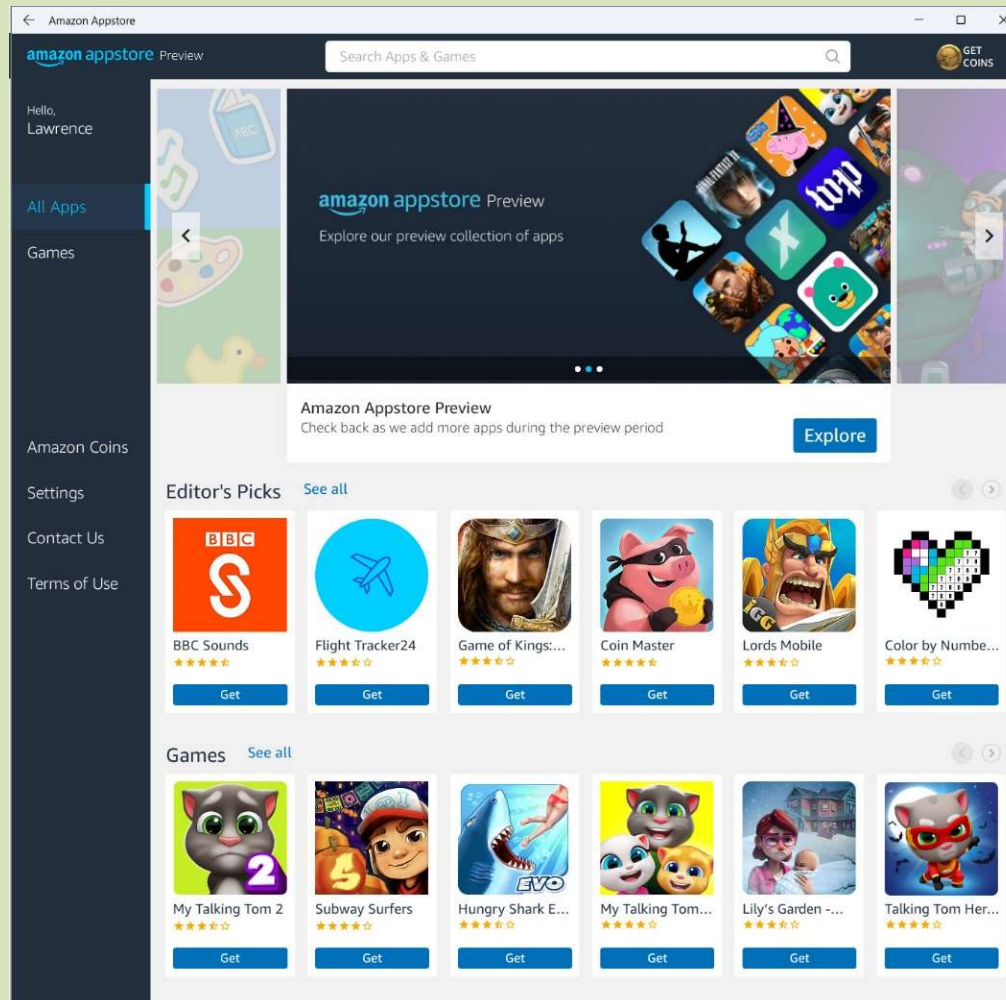 Amazon Appstore
amazon appstore Preview
Search Apps & Games
GET
COINS
Hello,
Lawrence
All Apps
Games
Amazon Coins
Settings
Contact Us
Terms of Use
ABC
amazon appstore Preview
Explore our preview collection of apps
wp
Amazon Appstore Preview
Check back as we add more apps during the preview period
Explore
Editor's Picks See all
BBC
S
IGG
BBC Sounds
Flight Tracker24
Game of Kings:...
Coin Master
Lords Mobile
Color by Numbe...
Get
Get
Get
Get
Get
Get
Games See all
2
S
EVO
My Talking Tom 2
Subway Surfers
Hungry Shark E...
My Talking Tom...
Lily's Garden -...
Talking Tom Her...
Get
Get
Get
Get
Get
Get